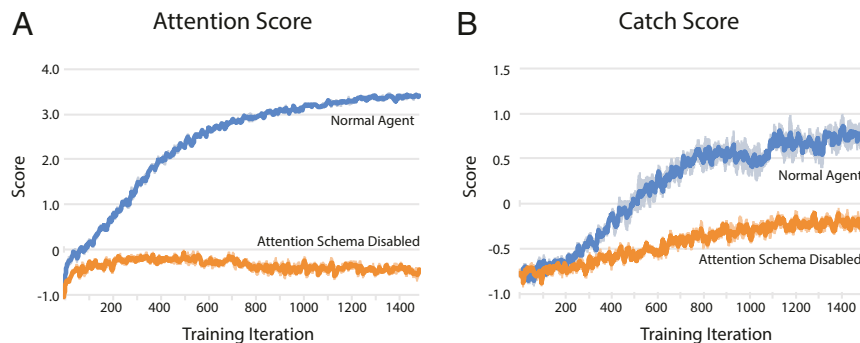 A
Attention Score
4.0
3.0
2.0
1.0
0
-1.0
Score
Normal Agent
Attention Schema Disabled
200
400
600
800
1000
1200
1400
Training Iteration
B
Catch Score
1.5
1.0
0.5
0
-0.5
-1.0
Score
Normal Agent
Attention Schema Disabled
200
400
600
800
1000
1200
1400
Training Iteration